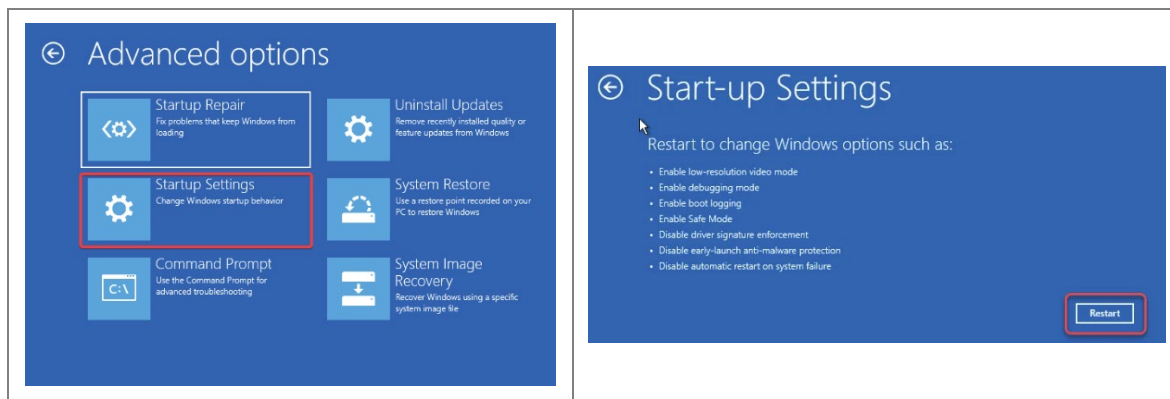 Advanced options
Startup Repair
Fix problems that keep Windows from
loading
Uninstall Updates
Remove recently installed quality or
feature updates from Windows
Startup Settings
Change Windows startup behavior
System Restore
Use a restore point recorded on your
PC to restore Windows
Command Prompt
Use the Command Prompt for
advanced troubleshooting
C:\
System Image
Recovery
Recover Windows using a specific
system image file
Start-up Settings
Restart to change Windows options such as:
• Enable low-resolution video mode
• Enable debugging mode
• Enable boot logging
• Enable Safe Mode
• Disable driver signature enforcement
• Disable early-launch anti-malware protection
• Disable automatic restart on system failure
Restart